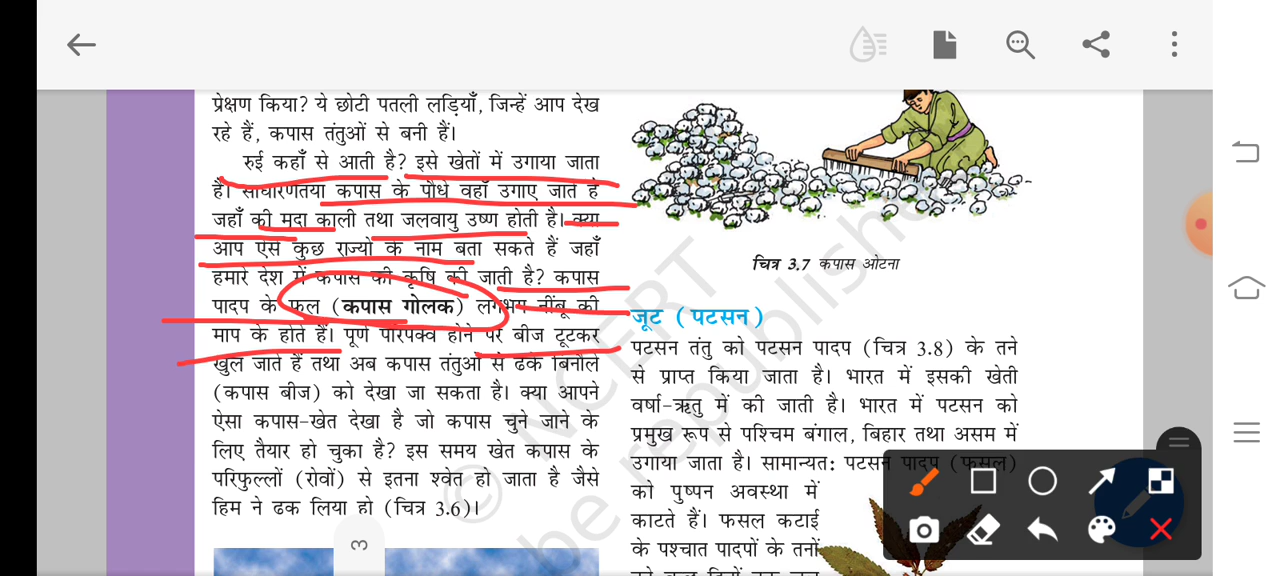 प्रेक्षण किया? ये छोटी पतली लड़ियाँ, जिन्हें आप देख
रहे हैं, कपास तंतुओं से बनी हैं।
रुई कहाँ से आती है? इसे खेतों में उगाया जाता
है। साधारणतया कपास के पौधे वहाँ उगाए जाते हैं
जहाँ की मृदा काली तथा जलवायु उष्ण होती है। क्या
आप ऐसे कुछ राज्यों के नाम बता सकते हैं जहाँ
हमारे देश में कपास की कृषि की जाती है? कपास
पादप के फल (कपास गोलक) लगभग नींबू की
माप के होते हैं। पूर्ण परिपक्व होने पर बीज टूटकर
खुल जाते हैं तथा अब कपास तंतुओं से ढके बिनौले
(कपास बीज) को देखा जा सकता है। क्या आपने
ऐसा कपास-खेत देखा है जो कपास चुने जाने के
लिए तैयार हो चुका है? इस समय खेत कपास के
परिफुल्लों (रोवों) से इतना श्वेत हो जाता है जैसे
हिम ने ढक लिया हो (चित्र 3.6)।
3
चित्र 3.7 कपास ओटना
जूट (पटसन)
पटसन तंतु को पटसन पादप (चित्र 3.8) के तने
से प्राप्त किया जाता है। भारत में इसकी खेती
वर्षा-ऋतु में की जाती है। भारत में पटसन को
प्रमुख रूप से पश्चिम बंगाल, बिहार तथा असम में
उगाया जाता है। सामान्यत: पटसन पादप (फसल)
को पुष्पन अवस्था में
काटते हैं। फसल कटाई
के पश्चात पादपों के तनों
© NCERT
be republished